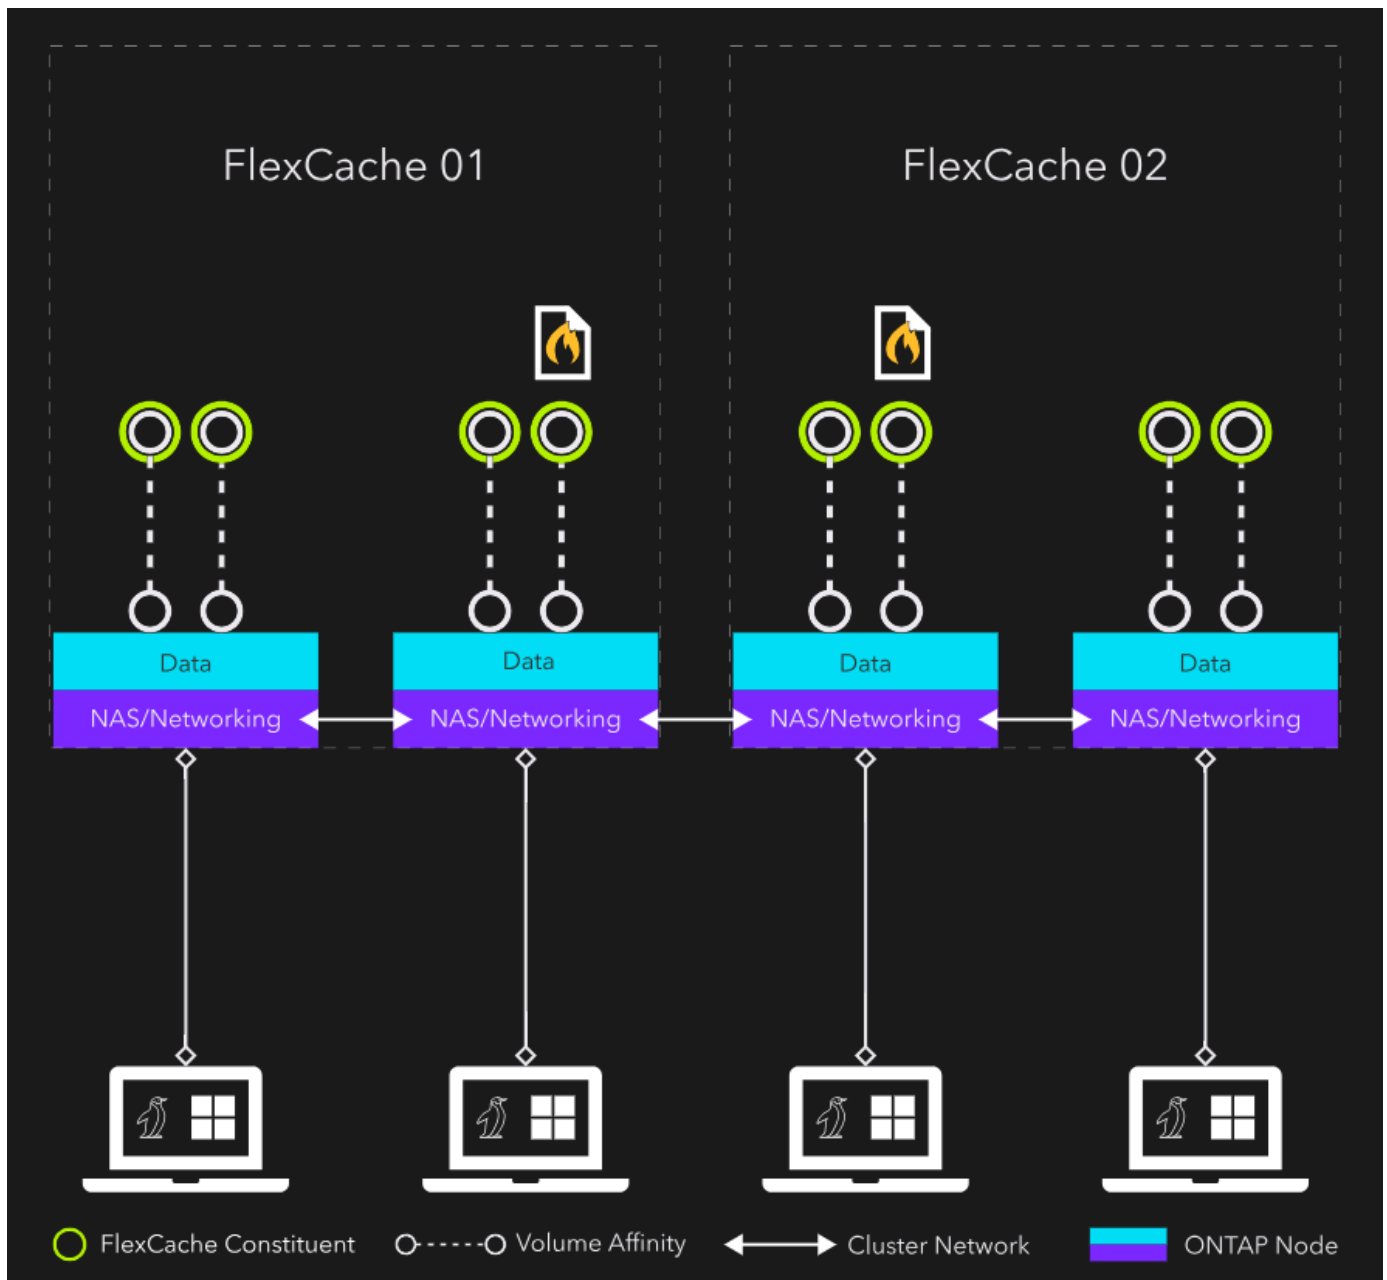 FlexCache 01
FlexCache 02
Data
Data
Data
Data
NAS/Networking
NAS/Networking
NAS/Networking
NAS/Networking
FlexCache Constituent
Volume Affinity
Cluster Network
ONTAP Node